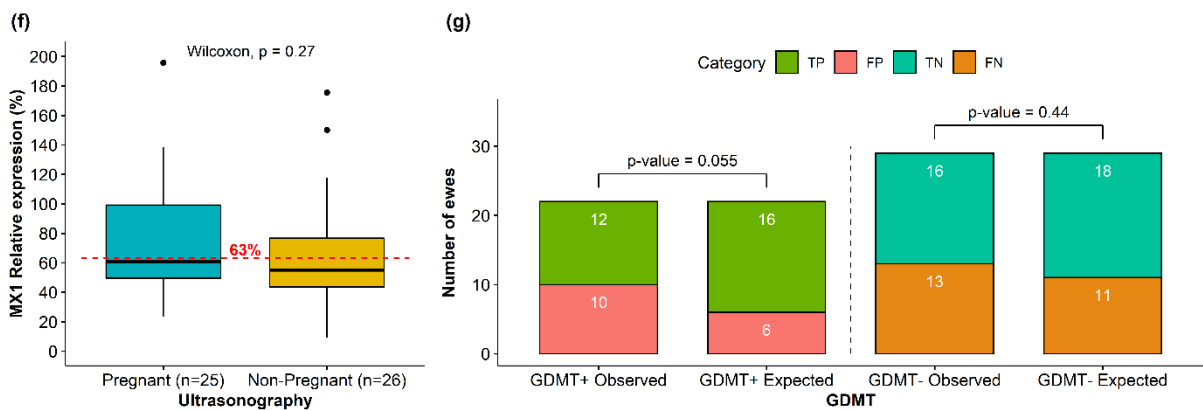 (f)
Wilcoxon, p = 0.27
MX1 Relative expression (%)
200
180
160
140
120
100
80
60
40
20
0
63%
Pregnant (n=25) Non-Pregnant (n=26)
Ultrasonography
(g)
Category TP FP TN FN
p-value = 0.055
p-value = 0.44
Number of ewes
30
20
10
0
12
10
16
6
16
13
18
11
GDMT+ Observed GDMT+ Expected GDMT- Observed GDMT- Expected
GDMT